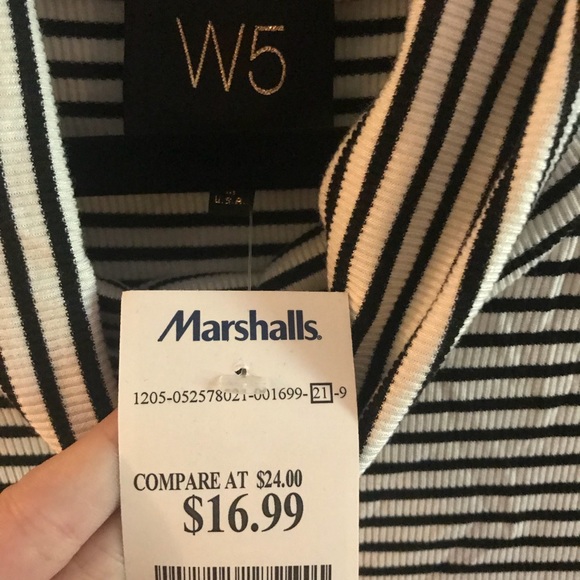 W5
U.S.A
Marshalls.
1205-052578021-001699-21-9
COMPARE AT $24.00
$16.99